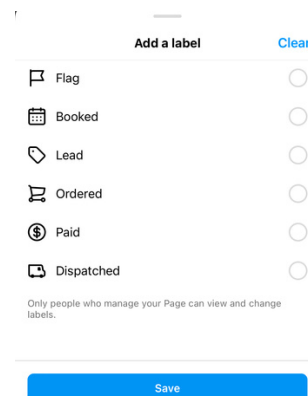 Add a label
Clear
Flag
Booked
Lead
Ordered
Paid
Dispatched
Only people who manage your Page can view and change
labels.
Save